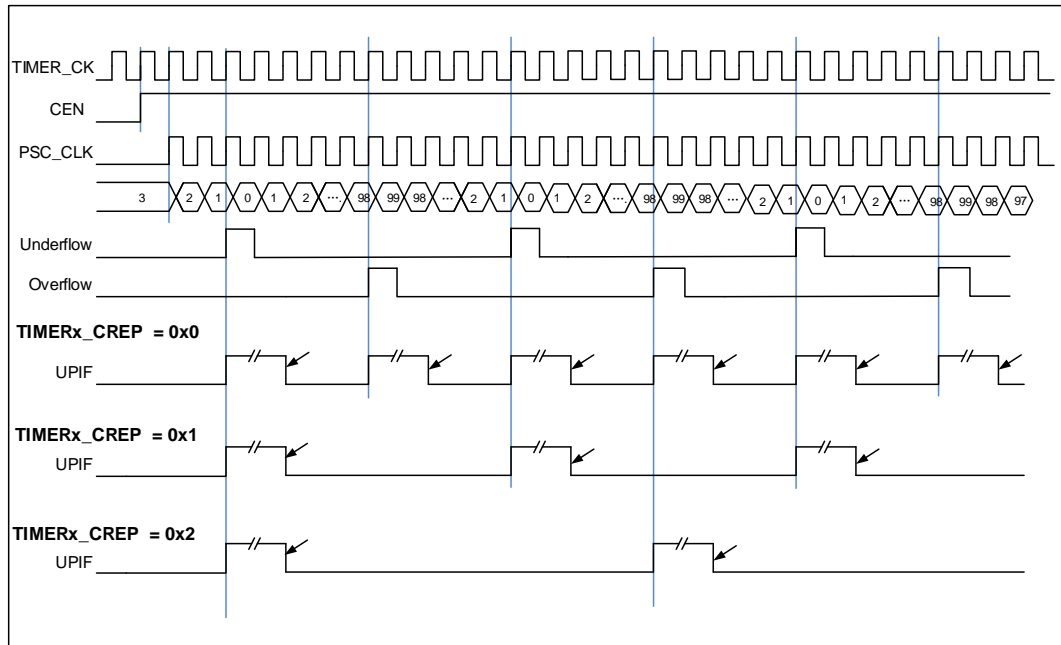 TIMER_CK
CEN
PSC_CLK
3 2 1 0 1 2 .... 98 99 98 ... 2 1 0 1 2 .... 98 99 98 ... 2 1 0 1 2 ... 98 99 98 97
Underflow
Overflow
TIMERx_CREP = 0x0
UPIF
TIMERx_CREP = 0x1
UPIF
TIMERx_CREP = 0x2
UPIF